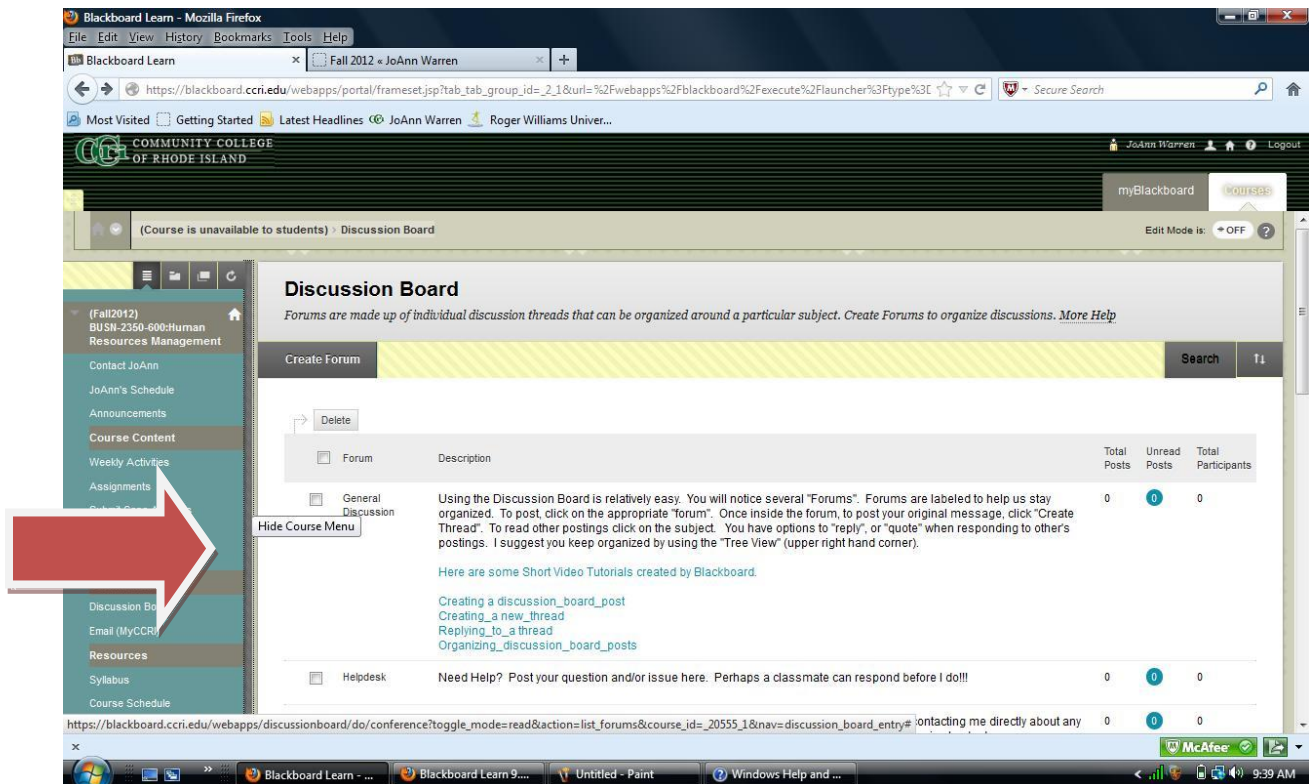 Blackboard Learn - Mozilla Firefox
File Edit View History Bookmarks Tools Help
Blackboard Learn
Fall 2012 « JoAnn Warren
https://blackboard.ccri.edu/webapps/portal/frameset.jsp?tab_tab_group_id=_2_1&url=%2Fwebapps%2Fblackboard%2Fexecute%2Flauncher%3Ftype%3D
Secure Search
Most Visited Getting Started Latest Headlines JoAnn Warren Roger Williams Univer...
CCRI
COMMUNITY COLLEGE
OF RHODE ISLAND
JoAnn Warren Logout
myBlackboard Courses
(Course is unavailable to students) > Discussion Board
Edit Mode is: OFF ?
(Fall2012)
BUSN-2350-600:Human
Resources Management
Contact JoAnn
JoAnn's Schedule
Announcements
Course Content
Weekly Activities
Assignments
Hide Course Menu
Discussion Bo
Email (MyCCRI)
Resources
Syllabus
Course Schedule
Discussion Board
Forums are made up of individual discussion threads that can be organized around a particular subject. Create Forums to organize discussions. More Help
Create Forum
Search
Delete
Forum Description Total Posts Unread Posts Total Participants
General Discussion
Using the Discussion Board is relatively easy. You will notice several "Forums". Forums are labeled to help us stay
organized. To post, click on the appropriate "forum". Once inside the forum, to post your original message, click "Create
Thread". To read other postings click on the subject. You have options to "reply", or "quote" when responding to other's
postings. I suggest you keep organized by using the "Tree View" (upper right hand corner).
0 0 0
Here are some Short Video Tutorials created by Blackboard.
Creating a discussion_board_post
Creating_a new_thread
Replying_to_a thread
Organizing_discussion_board_posts
Helpdesk Need Help? Post your question and/or issue here. Perhaps a classmate can respond before I do!!! 0 0 0
contacting me directly about any 0 0 0
https://blackboard.ccri.edu/webapps/discussionboard/do/conference?toggle_mode=read&action=list_forums&course_id=_20555_1&nav=discussion_board_entry#
x
McAfee
Blackboard Learn - ... Blackboard Learn 9.... Untitled - Paint Windows Help and ... 9:39 AM